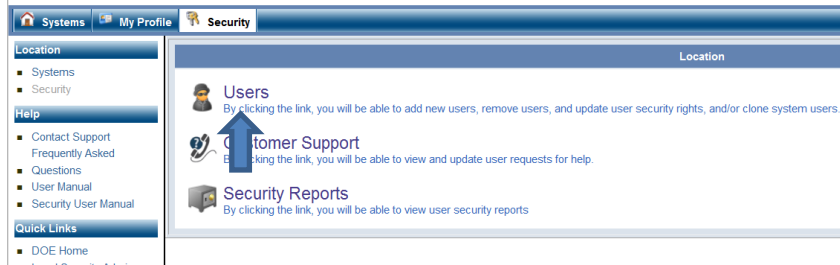 Systems My Profile Security
Location
Systems
Security
Help
Contact Support
Frequently Asked
Questions
User Manual
Security User Manual
Quick Links
DOE Home
Location
Users
By clicking the link, you will be able to add new users, remove users, and update user security rights, and/or clone system users.
Customer Support
By clicking the link, you will be able to view and update user requests for help.
Security Reports
By clicking the link, you will be able to view user security reports